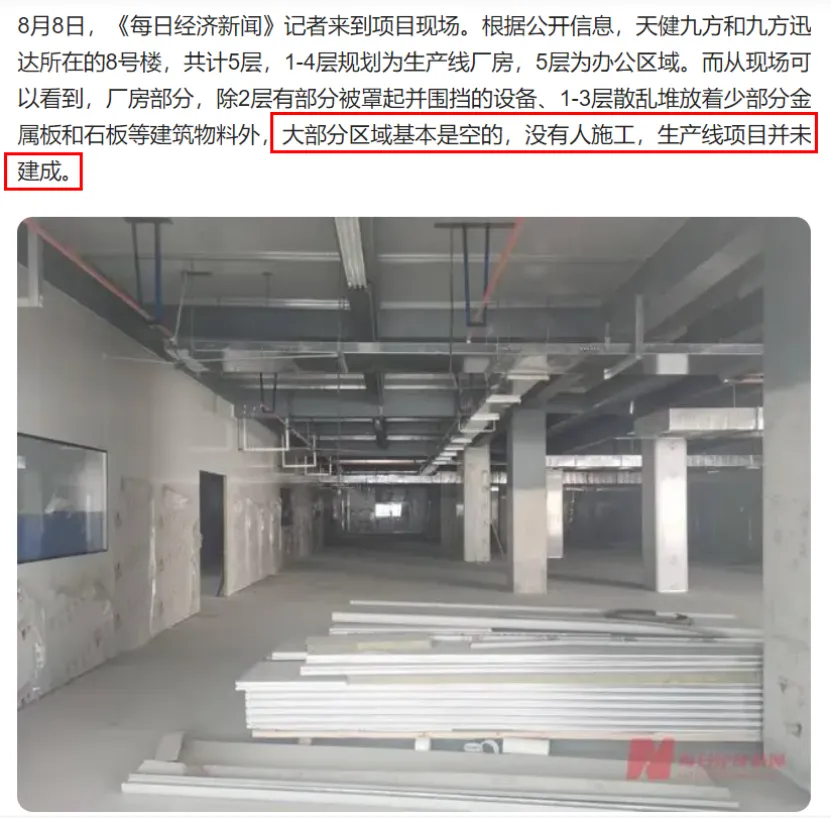 8月8日，《每日经济新闻》记者来到项目现场。根据公开信息，天健九方和九方迅
达所在的8号楼，共计5层，1-4层规划为生产线厂房，5层为办公区域。而从现场可
以看到，厂房部分，除2层有部分被罩起并围挡的设备、1-3层散乱堆放着少部分金
属板和石板等建筑物料外，大部分区域基本是空的，没有人施工，生产线项目并未
建成。
每日经济新闻